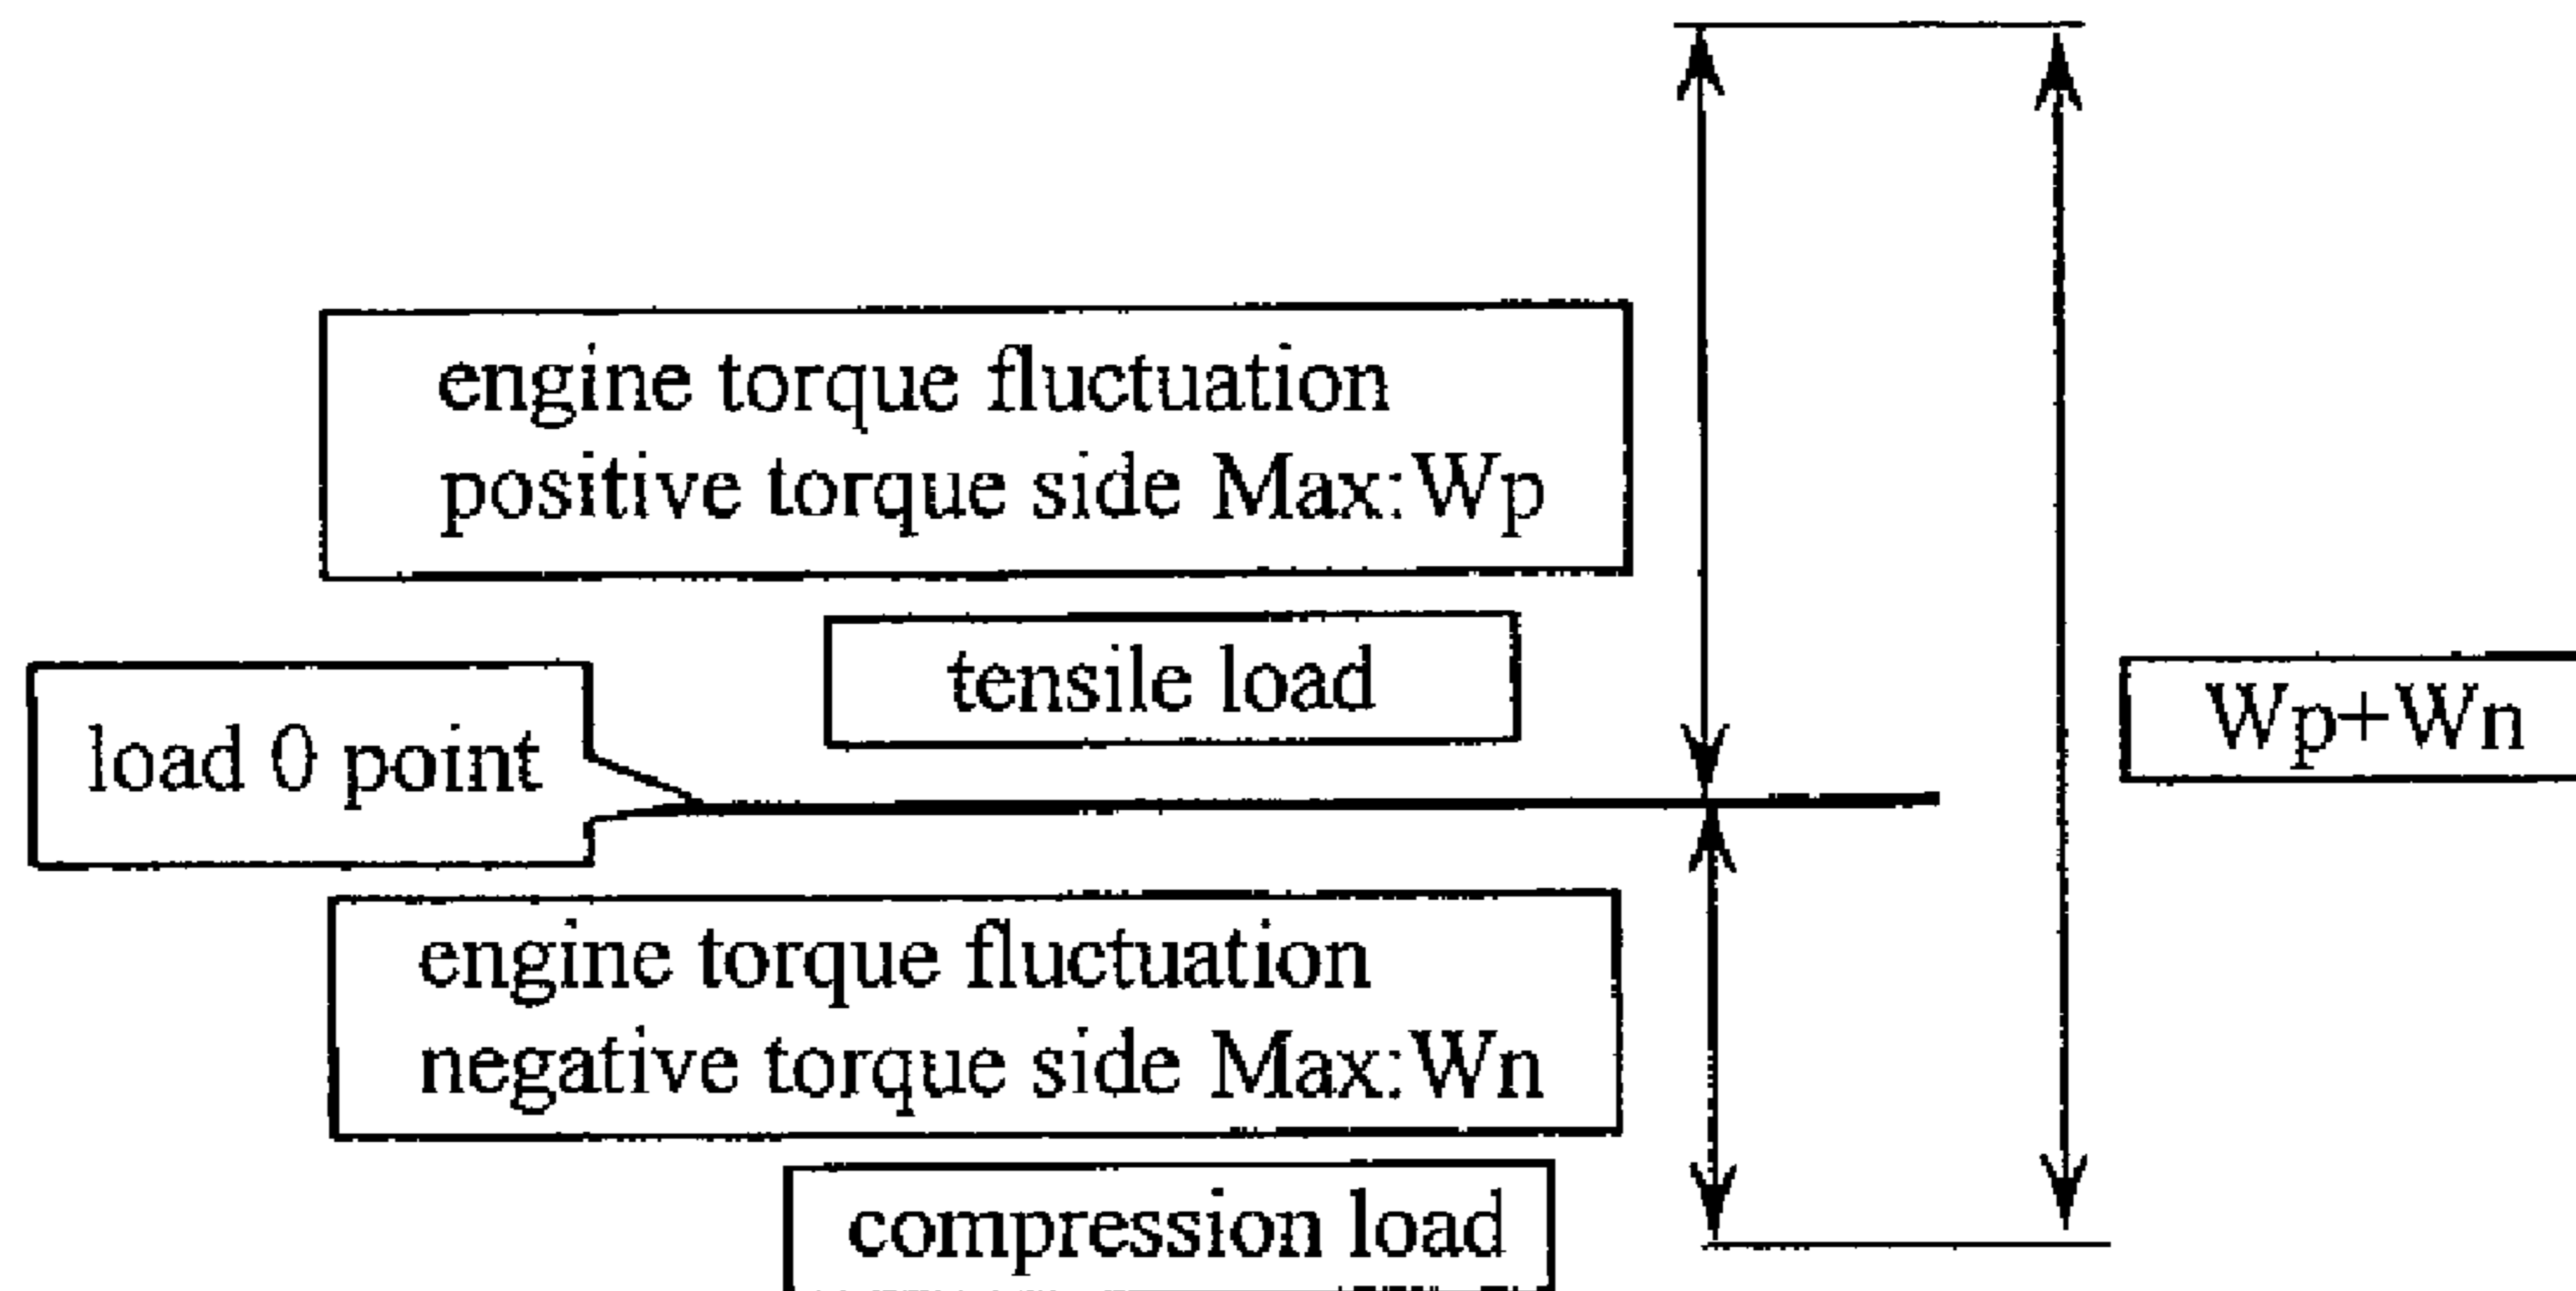 engine torque fluctuation
positive torque side Max:Wp
tensile load
load 0 point
Wp+Wn
engine torque fluctuation
negative torque side Max:Wn
compression load